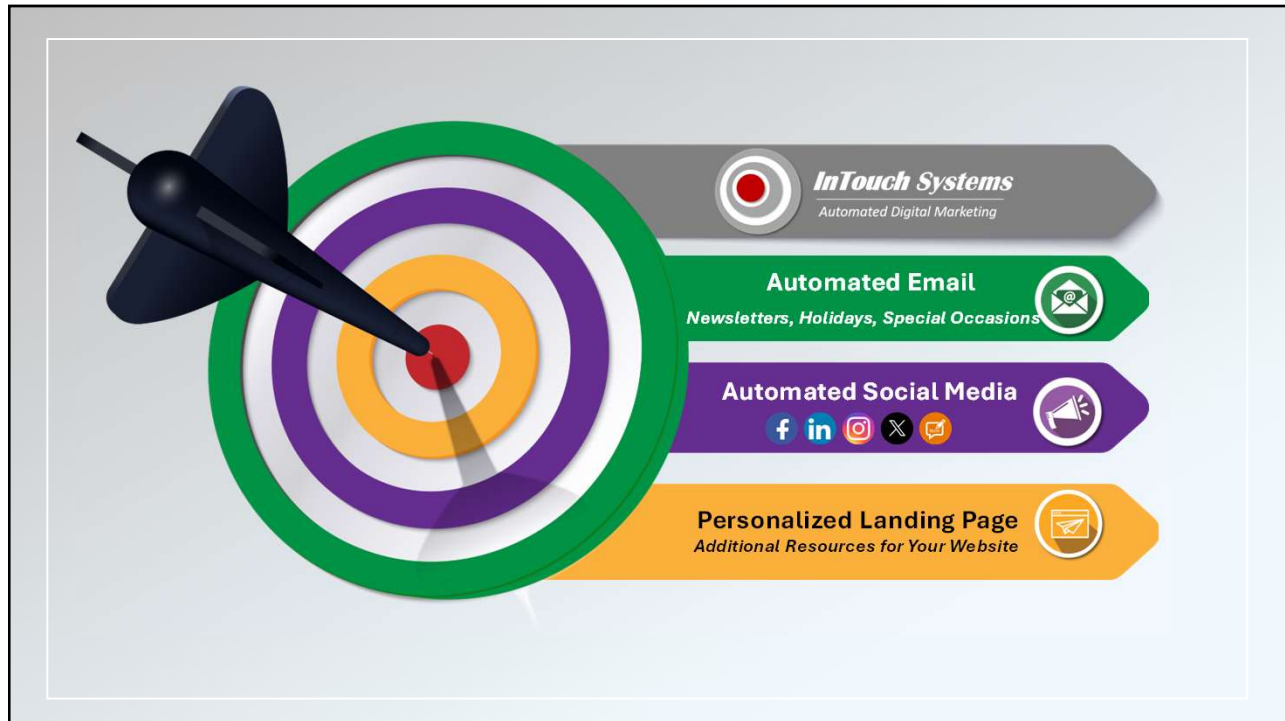 InTouch Systems
Automated Digital Marketing
Automated Email
Newsletters, Holidays, Special Occasions
@
Automated Social Media
f in X
Personalized Landing Page
Additional Resources for Your Website